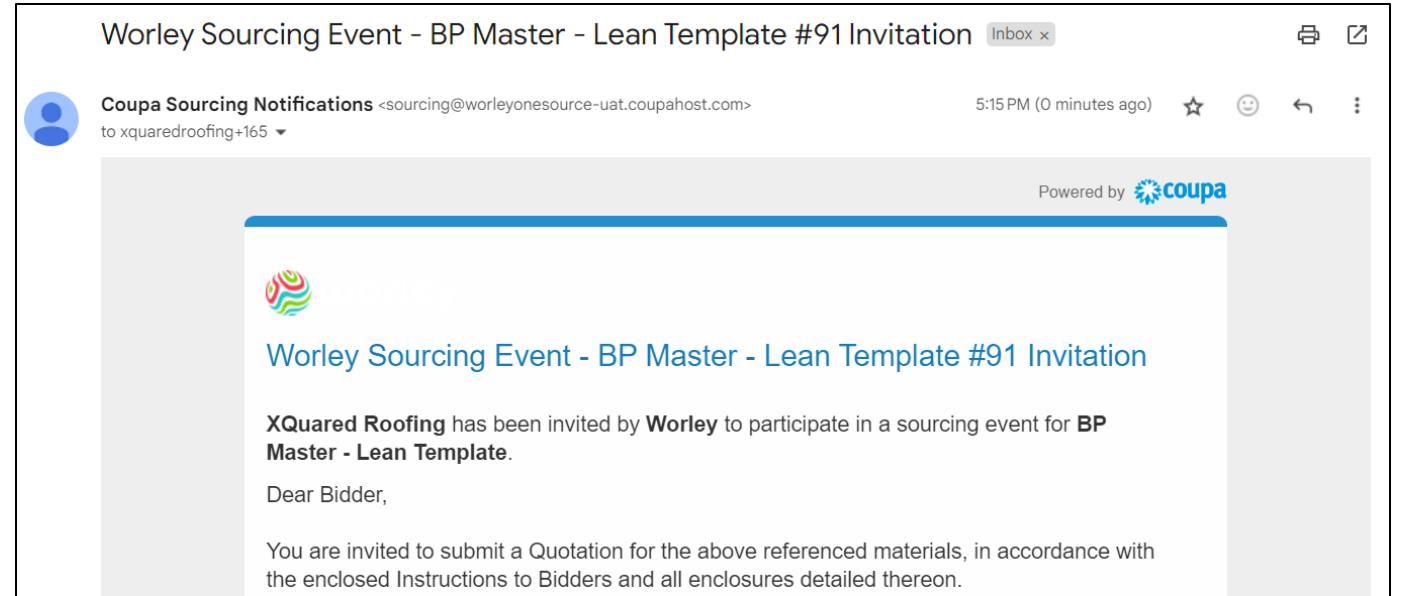 Worley Sourcing Event - BP Master - Lean Template #91 Invitation Inbox x
Coupa Sourcing Notifications <sourcing@worleyonesource-uat.coupahost.com> 5:15 PM (0 minutes ago)
to xquaredroofing+165
Powered by coupa
Worley Sourcing Event - BP Master - Lean Template #91 Invitation
XQuared Roofing has been invited by Worley to participate in a sourcing event for BP
Master - Lean Template.
Dear Bidder,
You are invited to submit a Quotation for the above referenced materials, in accordance with
the enclosed Instructions to Bidders and all enclosures detailed thereon.